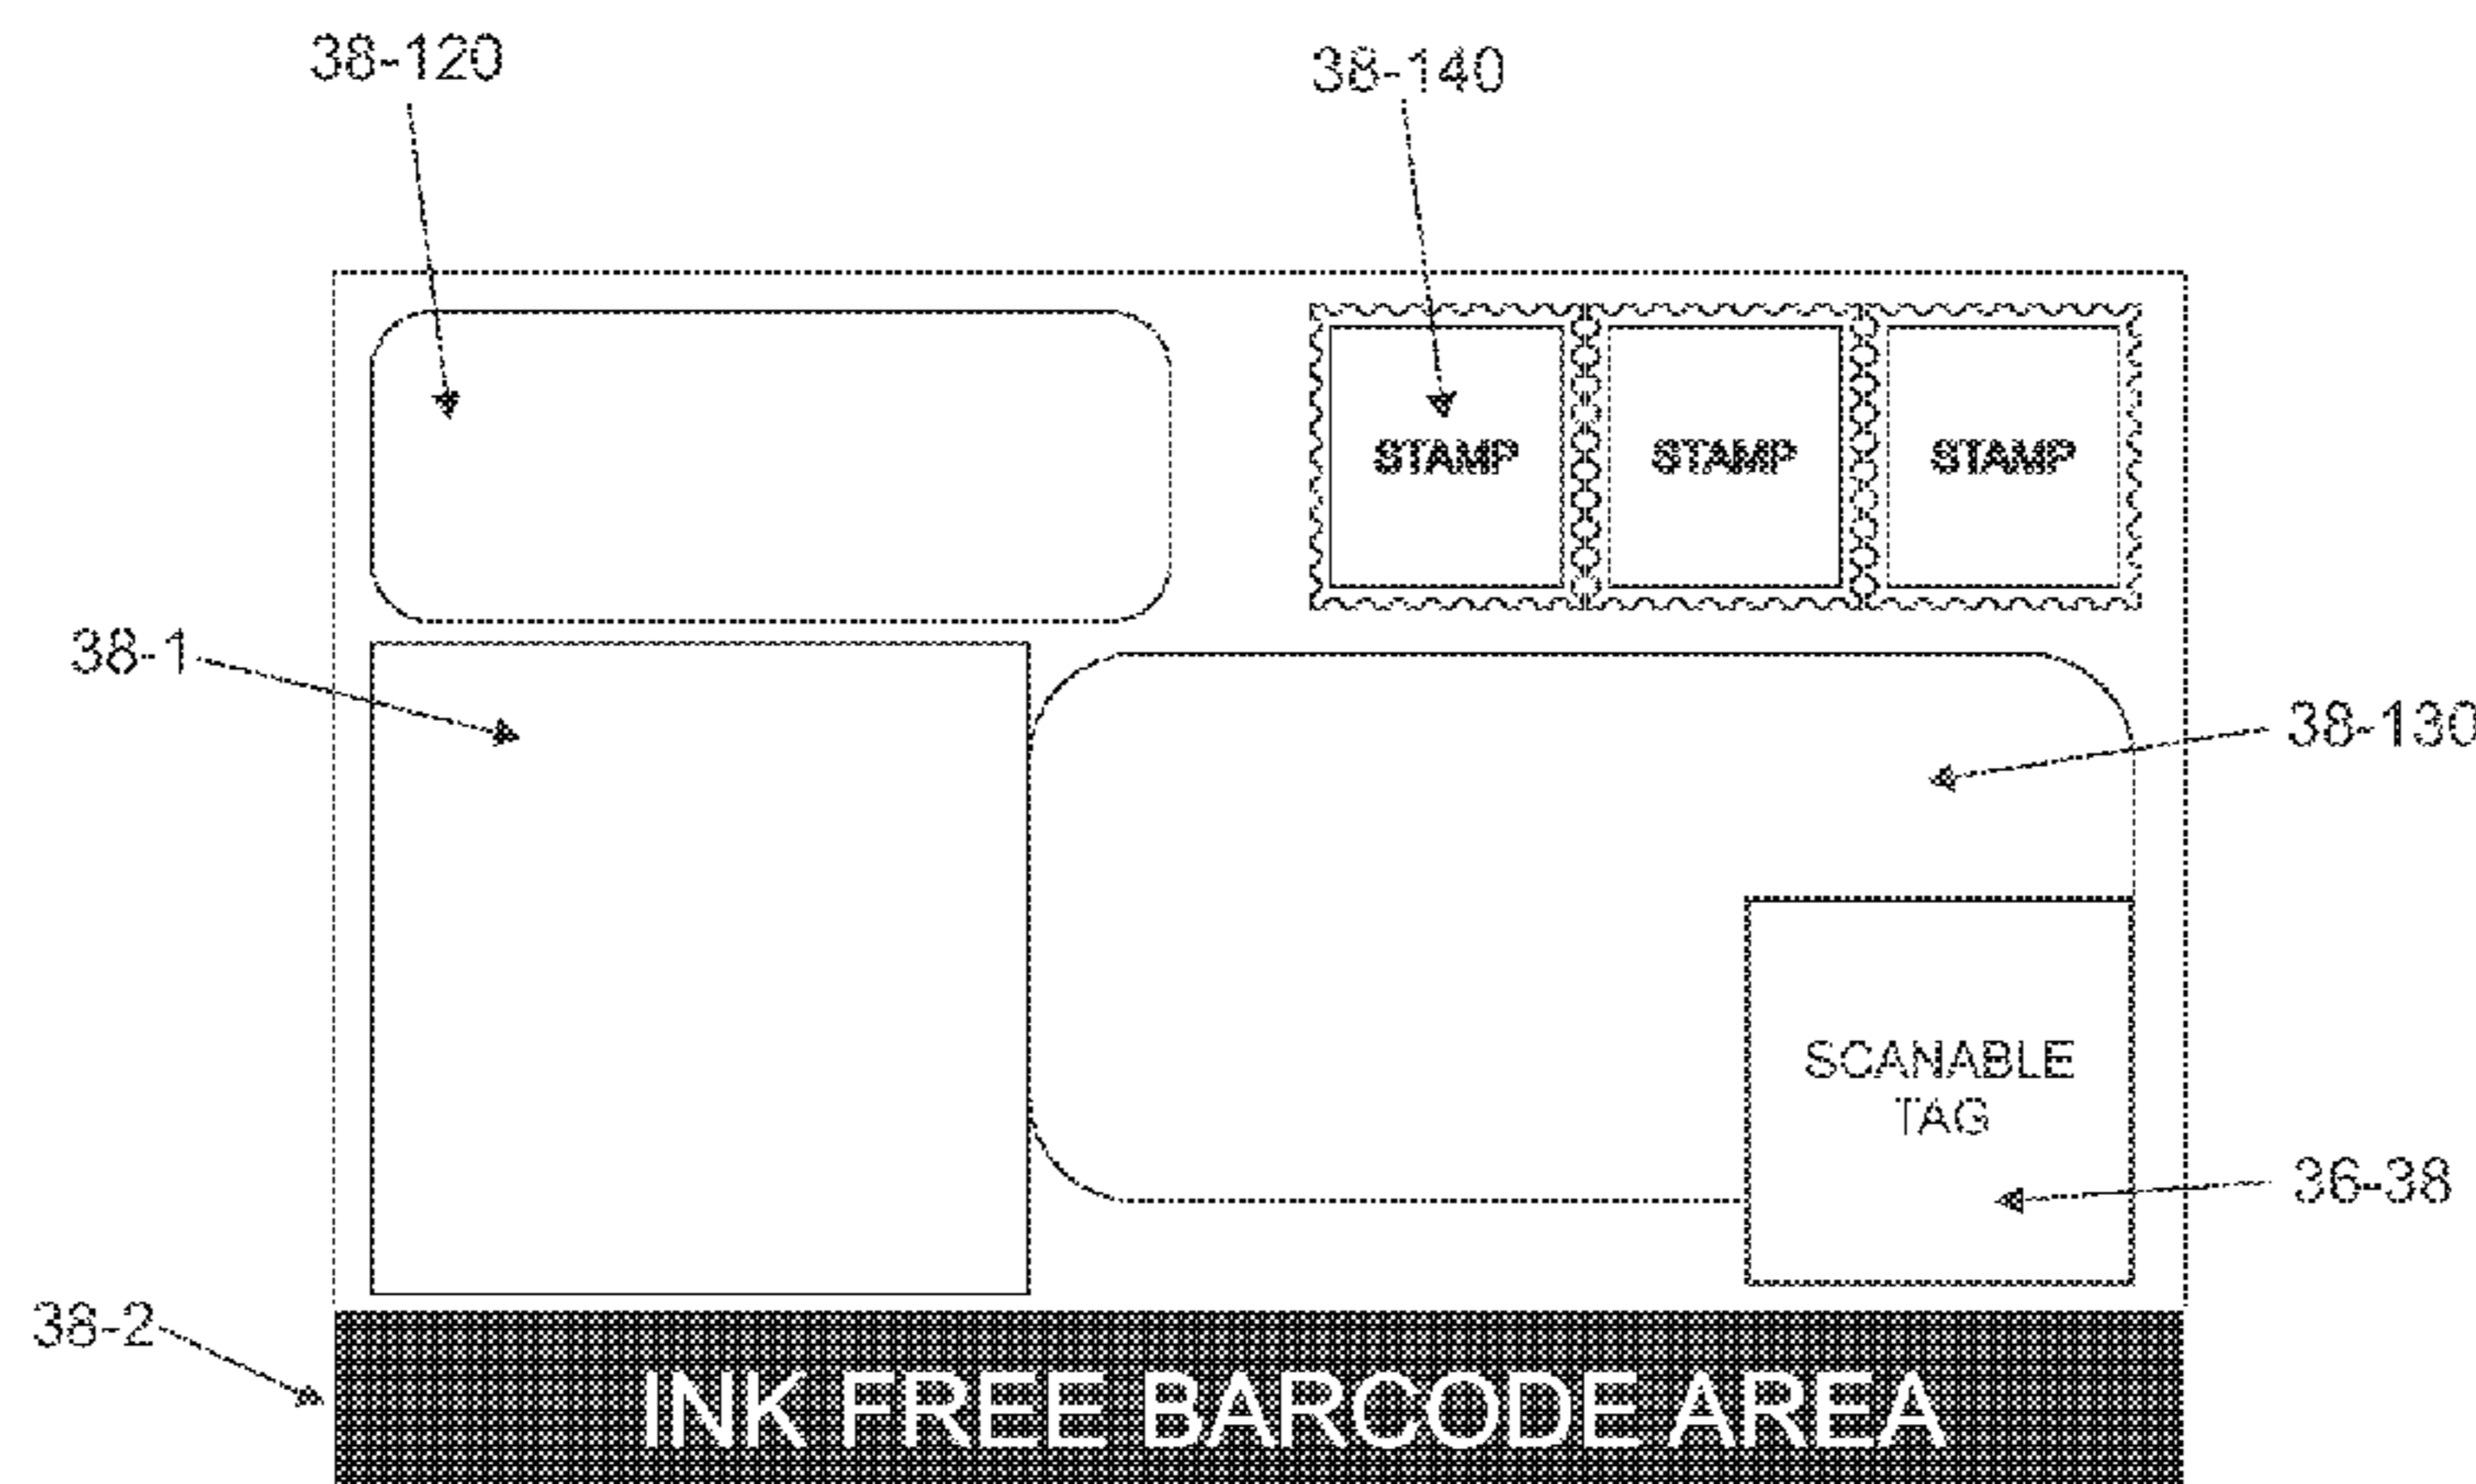 38-120
38-140
STAMP STAMP STAMP
38-1
38-130
SCANABLE
TAG
36-38
38-2
INK FREE BARCODE AREA